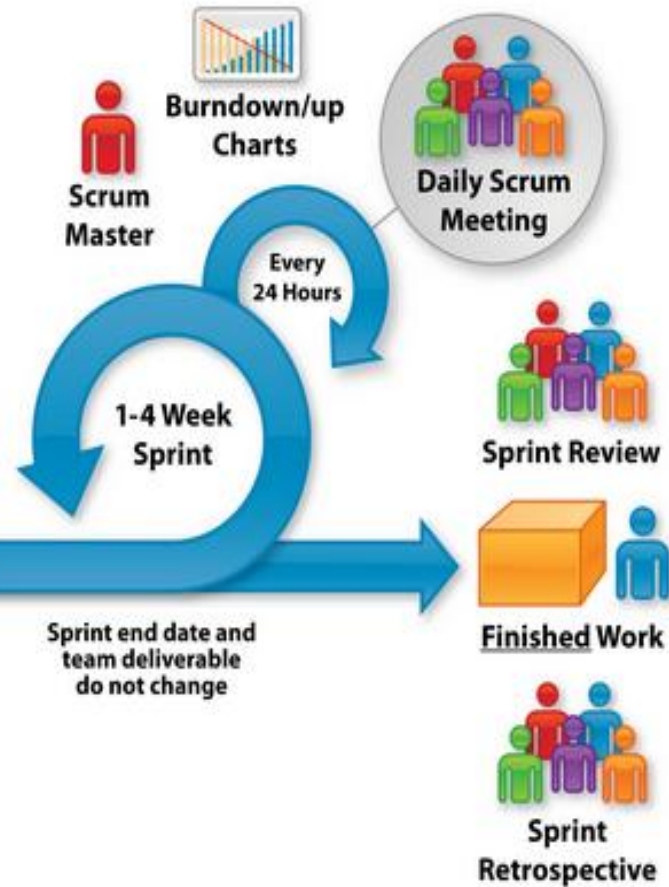 Burndown/up
Charts
Scrum
Master
Daily Scrum
Meeting
Every
24 Hours
1-4 Week
Sprint
Sprint Review
Finished Work
Sprint end date and
team deliverable
do not change
Sprint
Retrospective